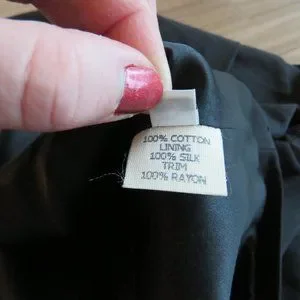 100% COTTON
LINING
100% SILK
TRIM
100% RAYON